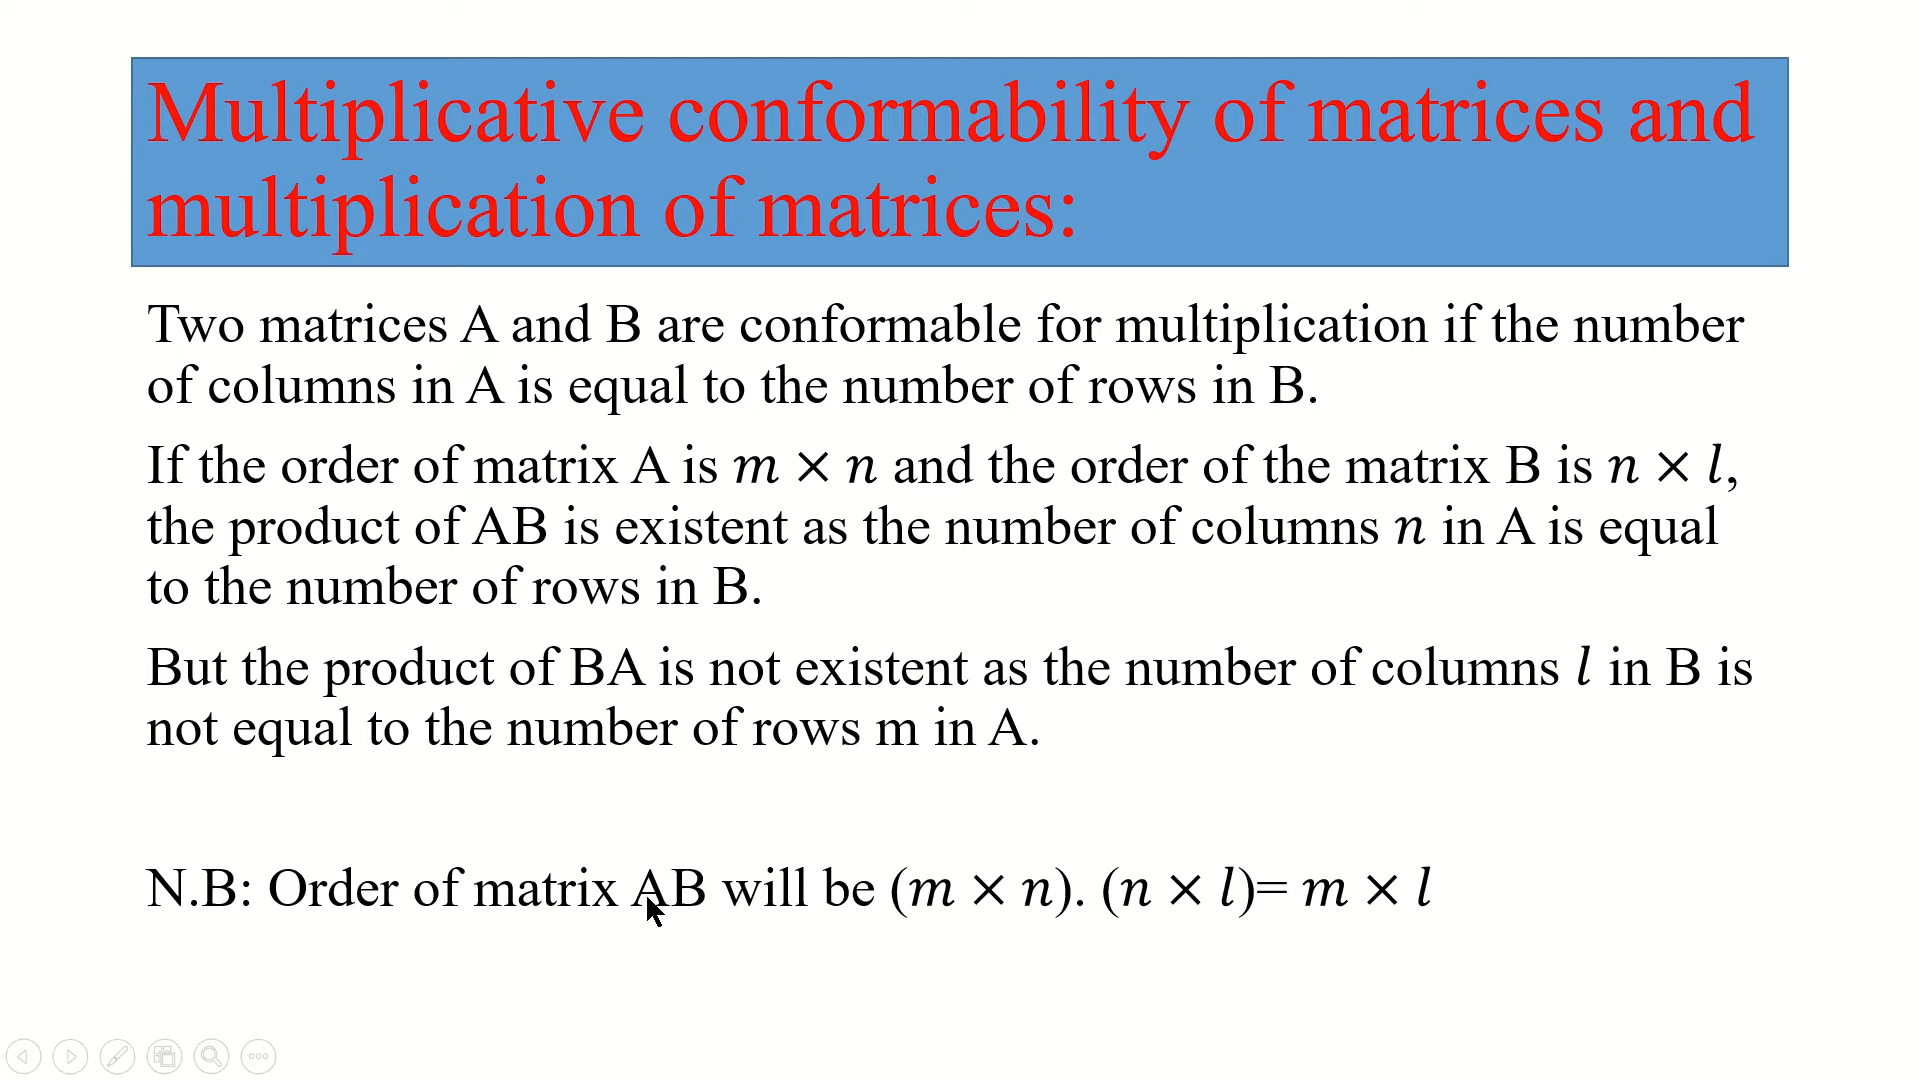 Multiplicative conformability of matrices and
multiplication of matrices:
Two matrices A and B are conformable for multiplication if the number
of columns in A is equal to the number of rows in B.
If the order of matrix A is 𝑚 × 𝑛 and the order of the matrix B is 𝑛 × 𝑙,
the product of AB is existent as the number of columns 𝑛 in A is equal
to the number of rows in B.
But the product of BA is not existent as the number of columns 𝑙 in B is
not equal to the number of rows m in A.
N.B: Order of matrix AB will be (𝑚 × 𝑛). (𝑛 × 𝑙)= 𝑚 × 𝑙